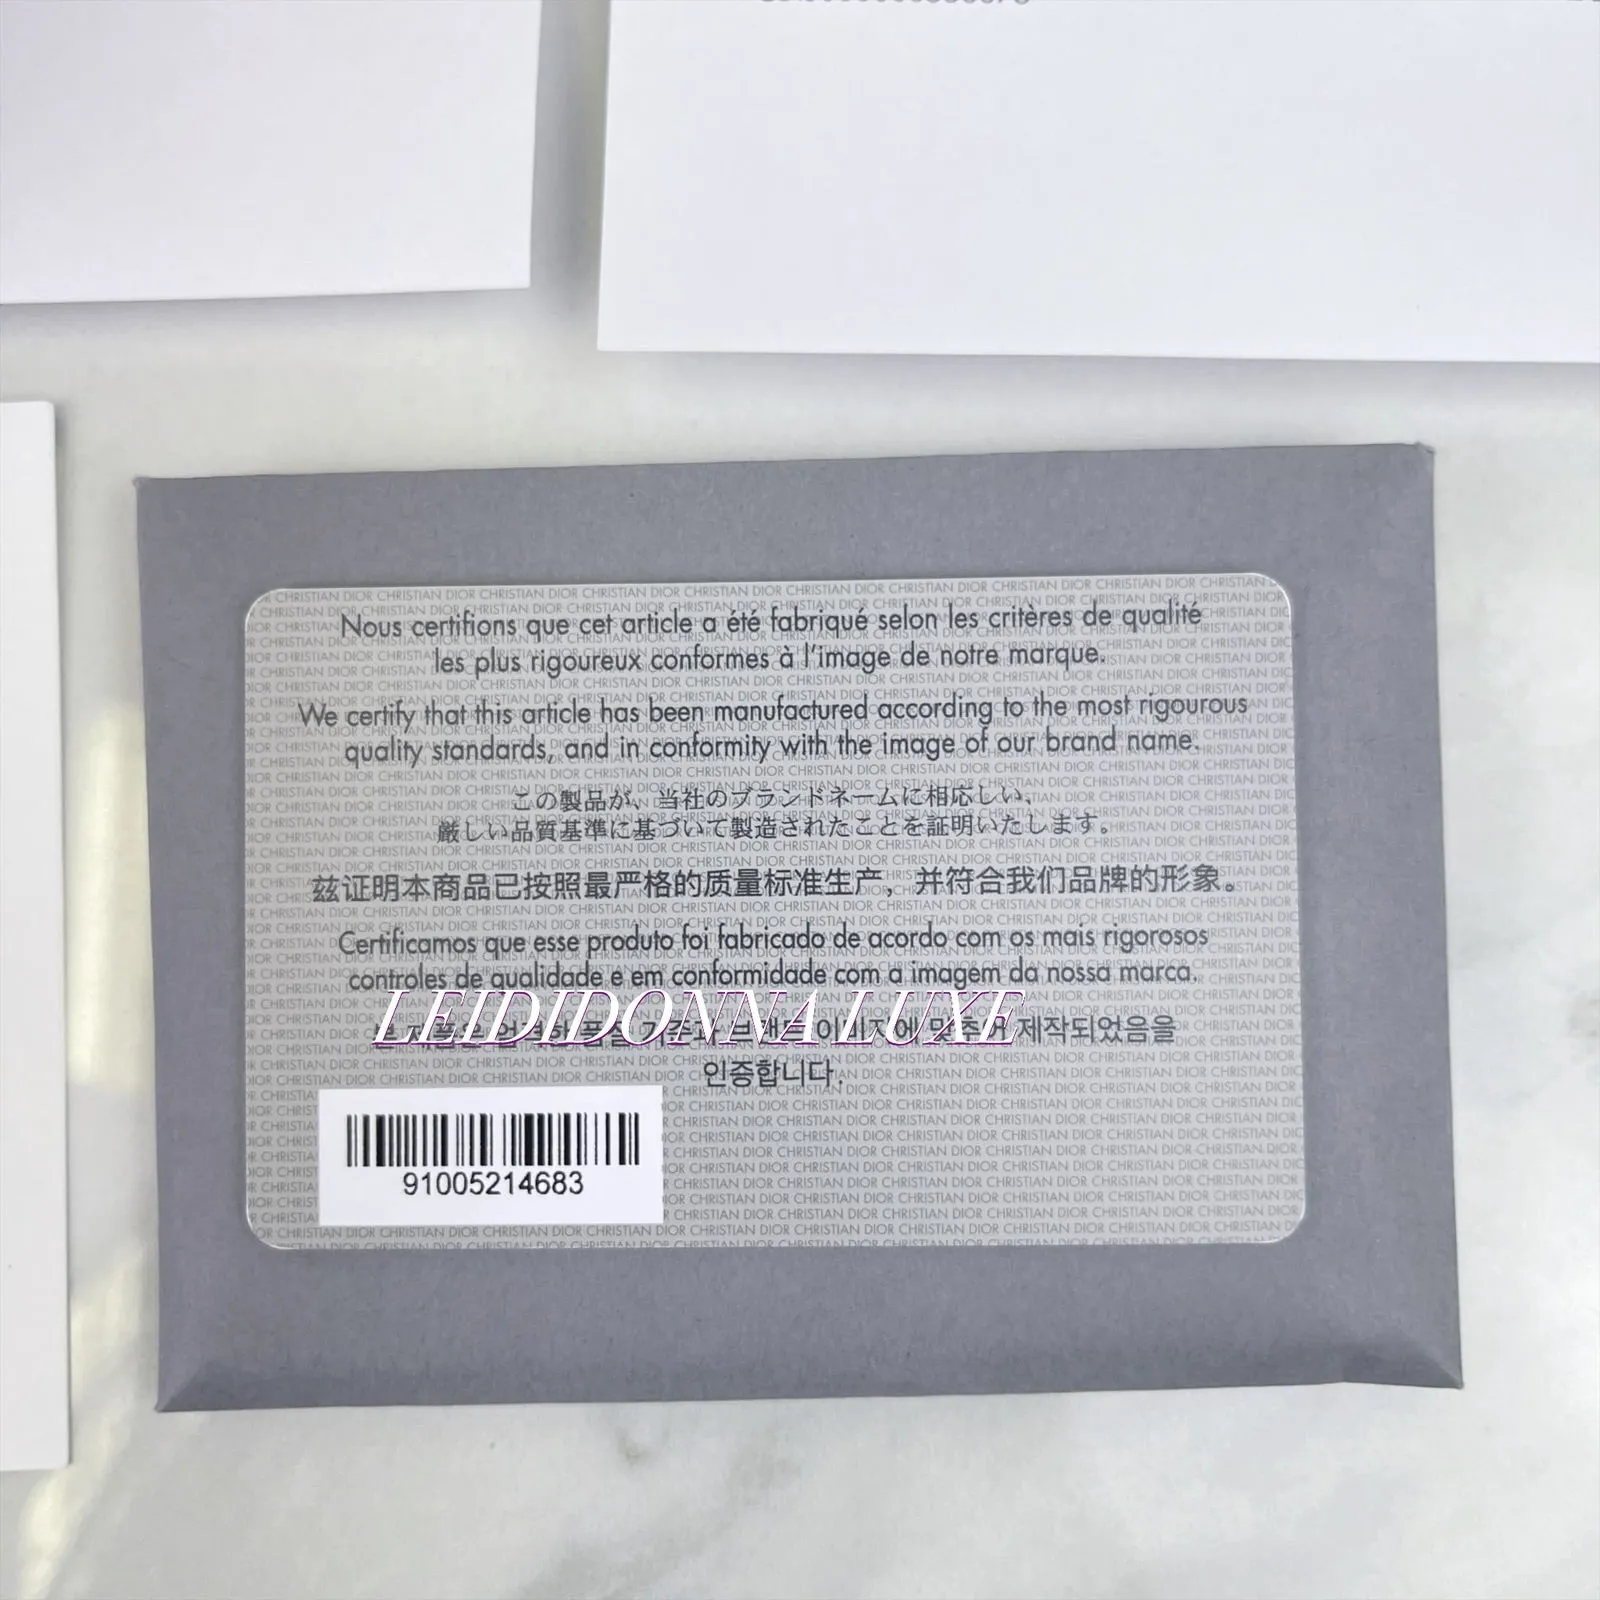 Nous certifions que cet article a été fabriqué selon les critères de qualité
les plus rigoureux conformes à l'image de notre marque.
We certify that this article has been manufactured according to the most rigourous
quality standards, and in conformity with the image of our brand name.
この製品が、当社のブランドネームに相応しい、
厳しい品質基準に基づいて製造されたことを証明いたします。
兹证明本商品已按照最严格的质量标准生产，并符合我们品牌的形象。
Certificamos que esse produto foi fabricado de acordo com os mais rigorosos
controles de qualidade e em conformidade com a imagem da nossa marca.
LEIDIDONNA LUXE
제작되었음을
인증합니다.
91005214683
CHRISTIAN DIOR CHRISTIAN DIOR CHRISTIAN DIOR CHRISTIAN DIOR